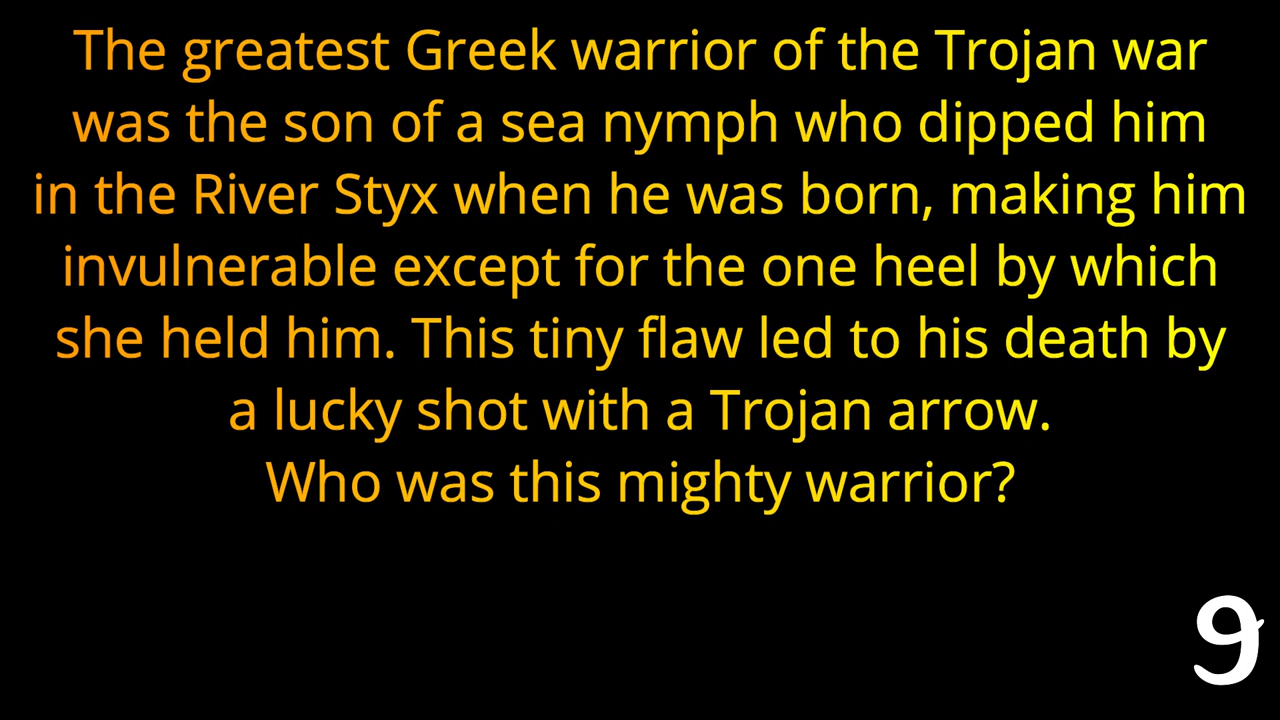 The greatest Greek warrior of the Trojan war
was the son of a sea nymph who dipped him
in the River Styx when he was born, making him
invulnerable except for the one heel by which
she held him. This tiny flaw led to his death by
a lucky shot with a Trojan arrow.
Who was this mighty warrior?
9